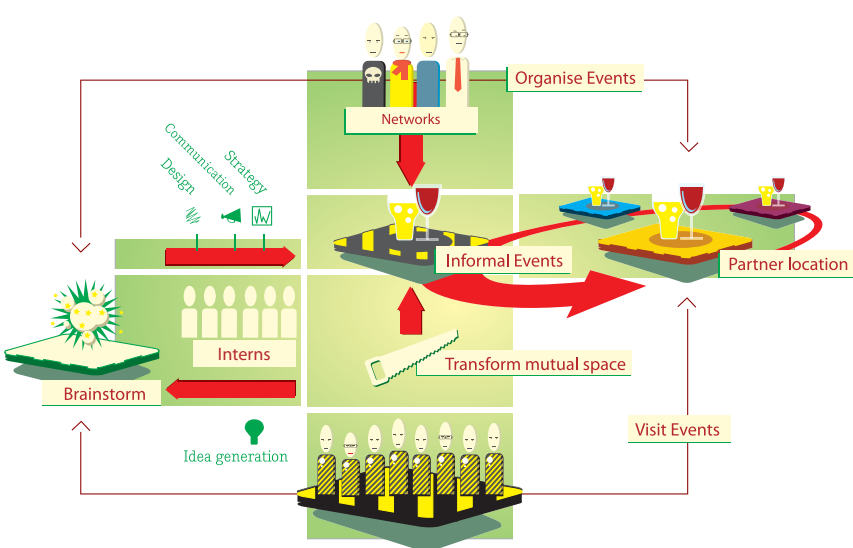 Organise Events
Networks
Communication
Strategy
Design
Informal Events
Partner location
Interns
Transform mutual space
Brainstorm
Visit Events
Idea generation